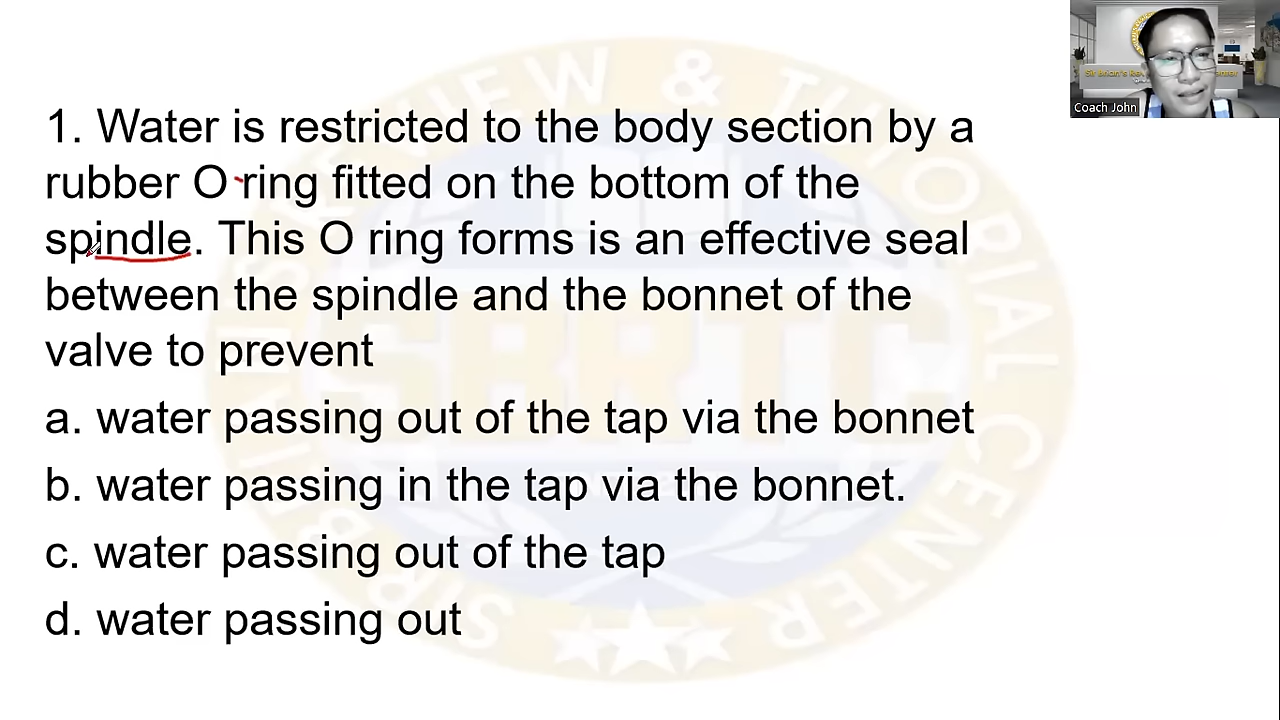 1. Water is restricted to the body section by a
rubber O ring fitted on the bottom of the
spindle. This O ring forms is an effective seal
between the spindle and the bonnet of the
valve to prevent
a. water passing out of the tap via the bonnet
b. water passing in the tap via the bonnet.
c. water passing out of the tap
d. water passing out
Coach John
SBRTC